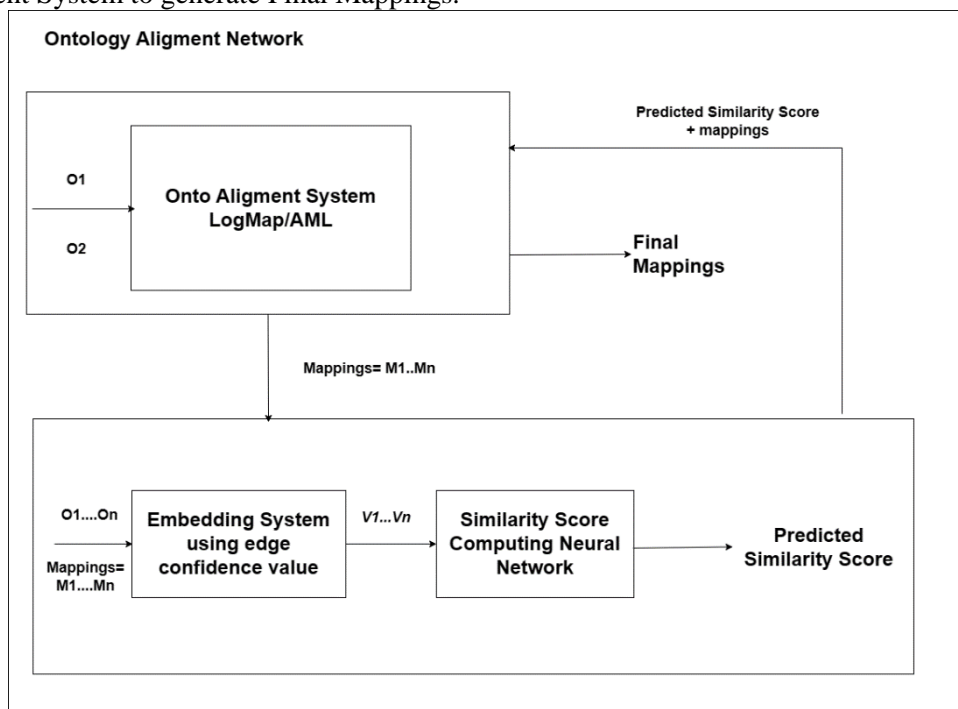 ent System to generate Final Mappings.
Ontology Aligment Network
Predicted Similarity Score
+ mappings
O1
Onto Aligment System
LogMap/AML
O2
Final
Mappings
Mappings= M1..Mn
O1....On
Mappings=
M1....Mn
Embedding System
using edge
confidence value
V1...Vn
Similarity Score
Computing Neural
Network
Predicted
Similarity Score